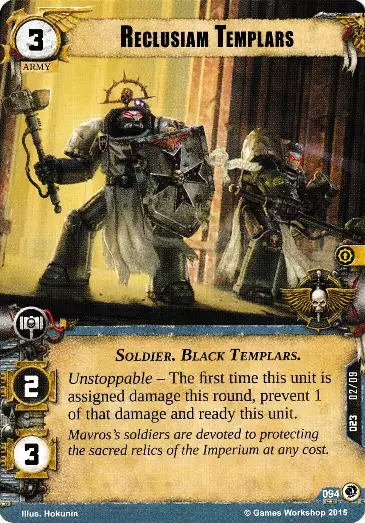 3
RECLUSIAM TEMPLARS
ARMY
SOLDIER. BLACK TEMPLARS.
2
Unstoppable – The first time this unit is
assigned damage this round, prevent 1
of that damage and ready this unit.
3
Mavros's soldiers are devoted to protecting
the sacred relics of the Imperium at any cost.
023 02/09
094
Illus. Hokunin
© Games Workshop 2015